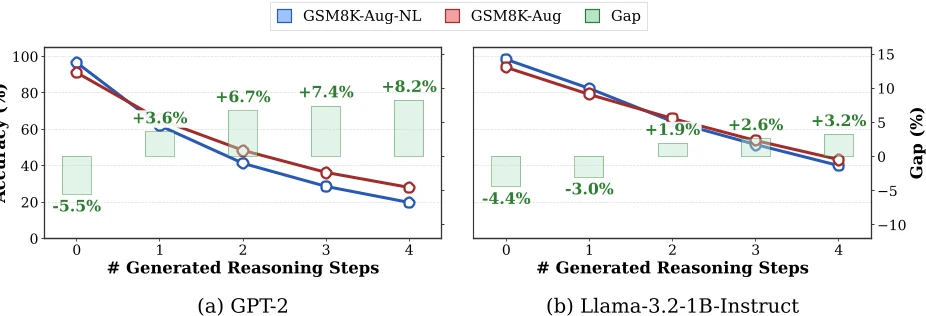 GSM8K-Aug-NL GSM8K-Aug Gap
100
80
60
40
20
0
-5.5%
+3.6%
+6.7%
+7.4%
+8.2%
0 1 2 3 4
# Generated Reasoning Steps
(a) GPT-2
15
10
5
0
−5
−10
Gap (%)
-4.4%
-3.0%
+1.9%
+2.6%
+3.2%
0 1 2 3 4
# Generated Reasoning Steps
(b) Llama-3.2-1B-Instruct